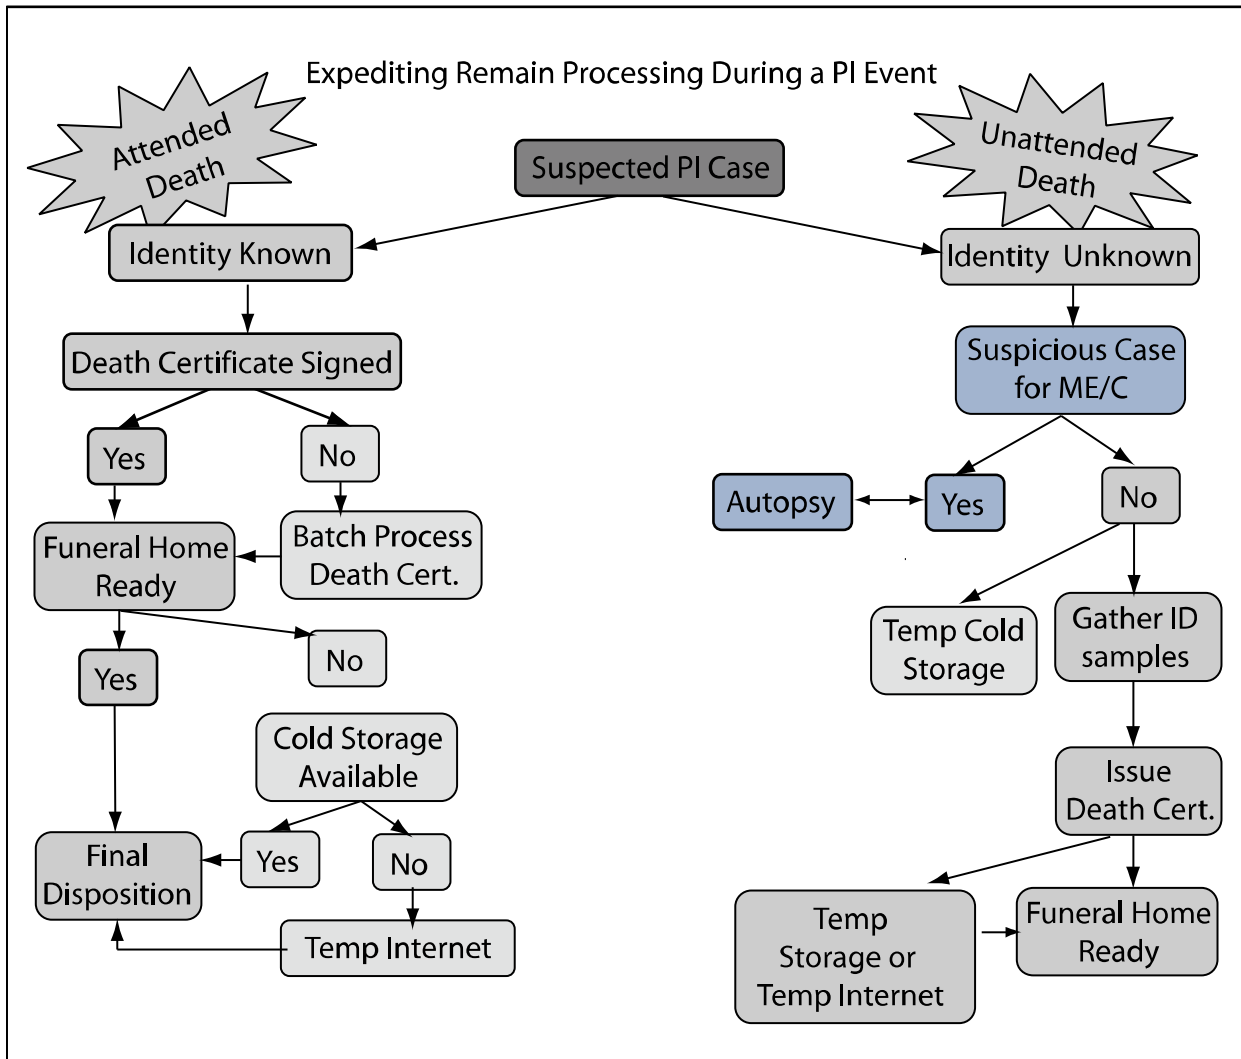 Expediting Remain Processing During a PI Event
Attended
Death
Unattended
Death
Suspected PI Case
Identity Known
Identity Unknown
Death Certificate Signed
Suspicious Case
for ME/C
Yes
No
Autopsy
Yes
No
Funeral Home
Ready
Batch Process
Death Cert.
Yes
No
Temp Cold
Storage
Gather ID
samples
Cold Storage
Available
Issue
Death Cert.
Final
Disposition
Yes
No
Temp Internet
Temp
Storage or
Temp Internet
Funeral Home
Ready